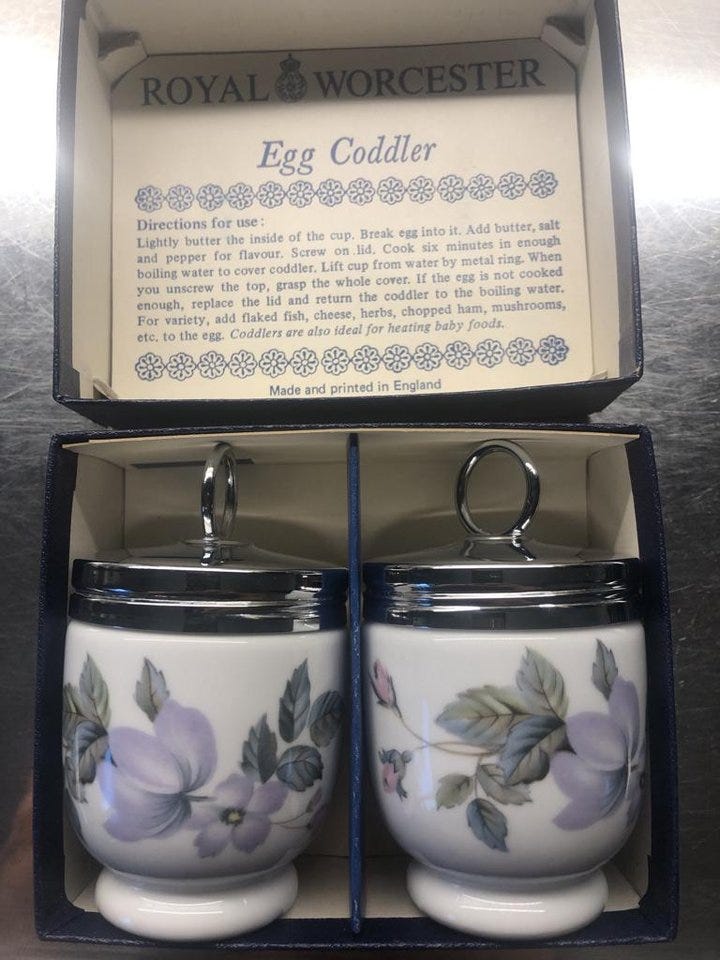 ROYAL WORCESTER
Egg Coddler
Directions for use:
Lightly butter the inside of the cup. Break egg into it. Add butter, salt
and pepper for flavour. Screw on lid. Cook six minutes in enough
boiling water to cover coddler. Lift cup from water by metal ring. When
you unscrew the top, grasp the whole cover. If the egg is not cooked
enough, replace the lid and return the coddler to the boiling water.
For variety, add flaked fish, cheese, herbs, chopped ham, mushrooms,
etc. to the egg. Coddlers are also ideal for heating baby foods.
Made and printed in England